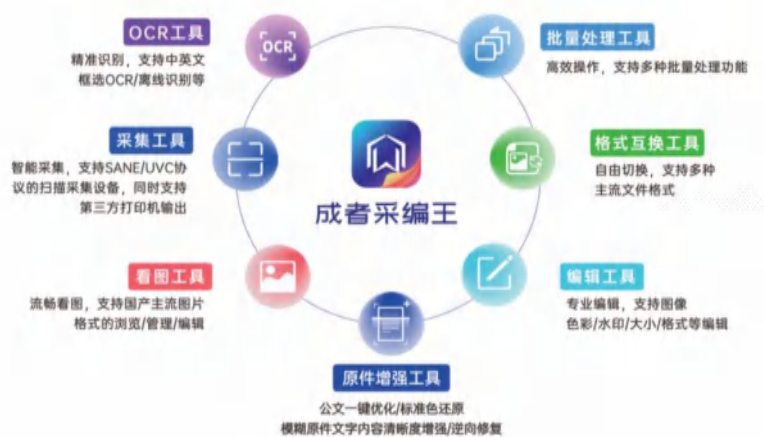 OCR工具
精准识别，支持中英文
框选OCR/离线识别等
OCR
批量处理工具
高效操作，支持多种批量处理功能
采集工具
智能采集，支持SANE/UVC协
议的扫描采集设备，同时支持
第三方打印机输出
格式互换工具
自由切换，支持多种
主流文件格式
成者采编王
看图工具
流畅看图，支持国产主流图片
格式的浏览/管理/编辑
编辑工具
专业编辑，支持图像
色彩/水印/大小/格式等编辑
原件增强工具
公文一键优化/标准色还原
模糊原件文字内容清晰度增强/逆向修复